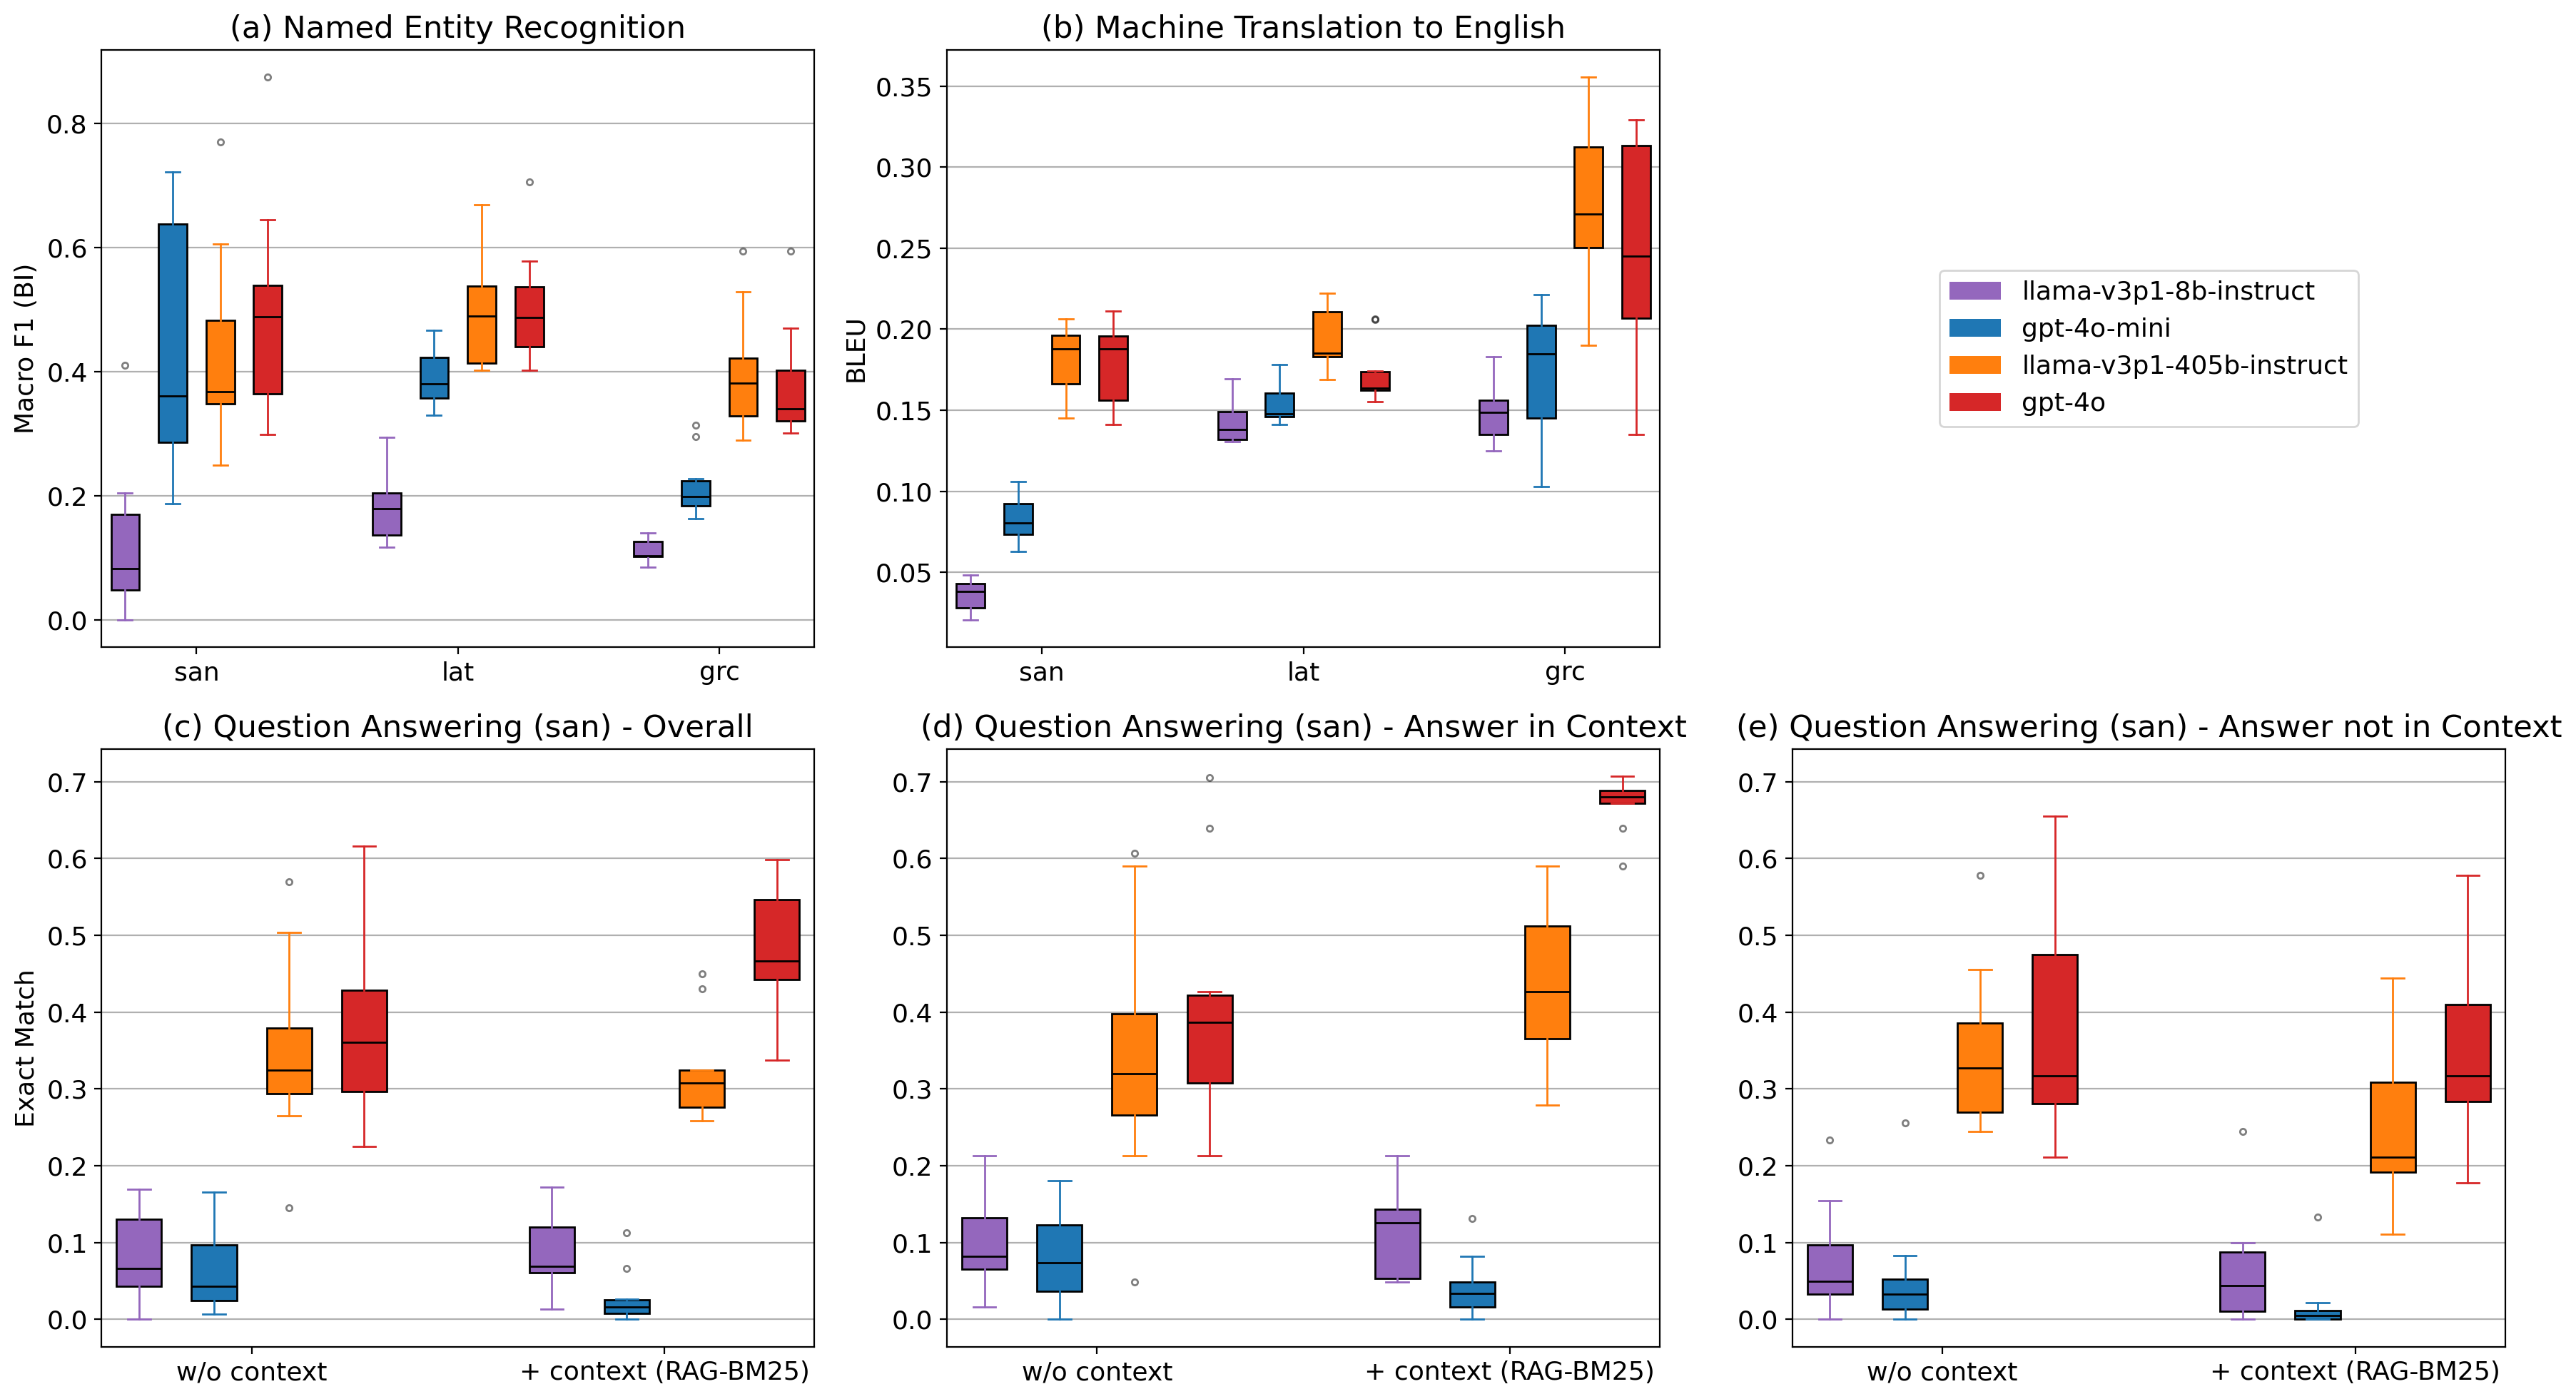 (a) Named Entity Recognition
Macro F1 (BI)
0.8
0.6
0.4
0.2
0.0
san lat grc
(b) Machine Translation to English
BLEU
0.35
0.30
0.25
0.20
0.15
0.10
0.05
san lat grc
llama-v3p1-8b-instruct
gpt-4o-mini
llama-v3p1-405b-instruct
gpt-4o
(c) Question Answering (san) - Overall
Exact Match
0.7
0.6
0.5
0.4
0.3
0.2
0.1
0.0
w/o context + context (RAG-BM25)
(d) Question Answering (san) - Answer in Context
0.7
0.6
0.5
0.4
0.3
0.2
0.1
0.0
w/o context + context (RAG-BM25)
(e) Question Answering (san) - Answer not in Context
0.7
0.6
0.5
0.4
0.3
0.2
0.1
0.0
w/o context + context (RAG-BM25)